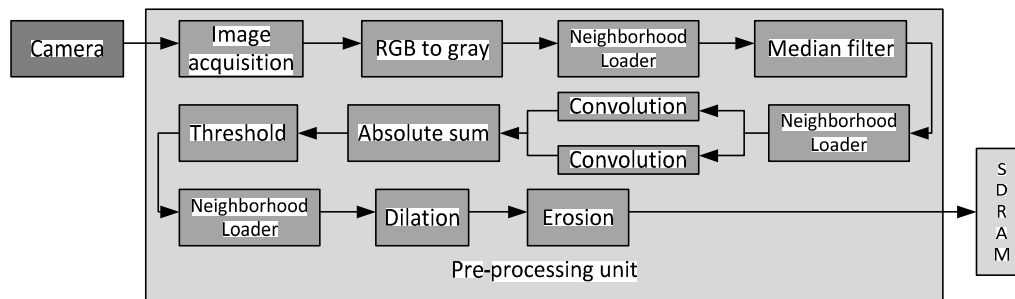 Camera
Image
acquisition
RGB to gray
Neighborhood
Loader
Median filter
Neighborhood
Loader
Convolution
Convolution
Absolute sum
Threshold
Neighborhood
Loader
Dilation
Erosion
S
D
R
A
M
Pre-processing unit